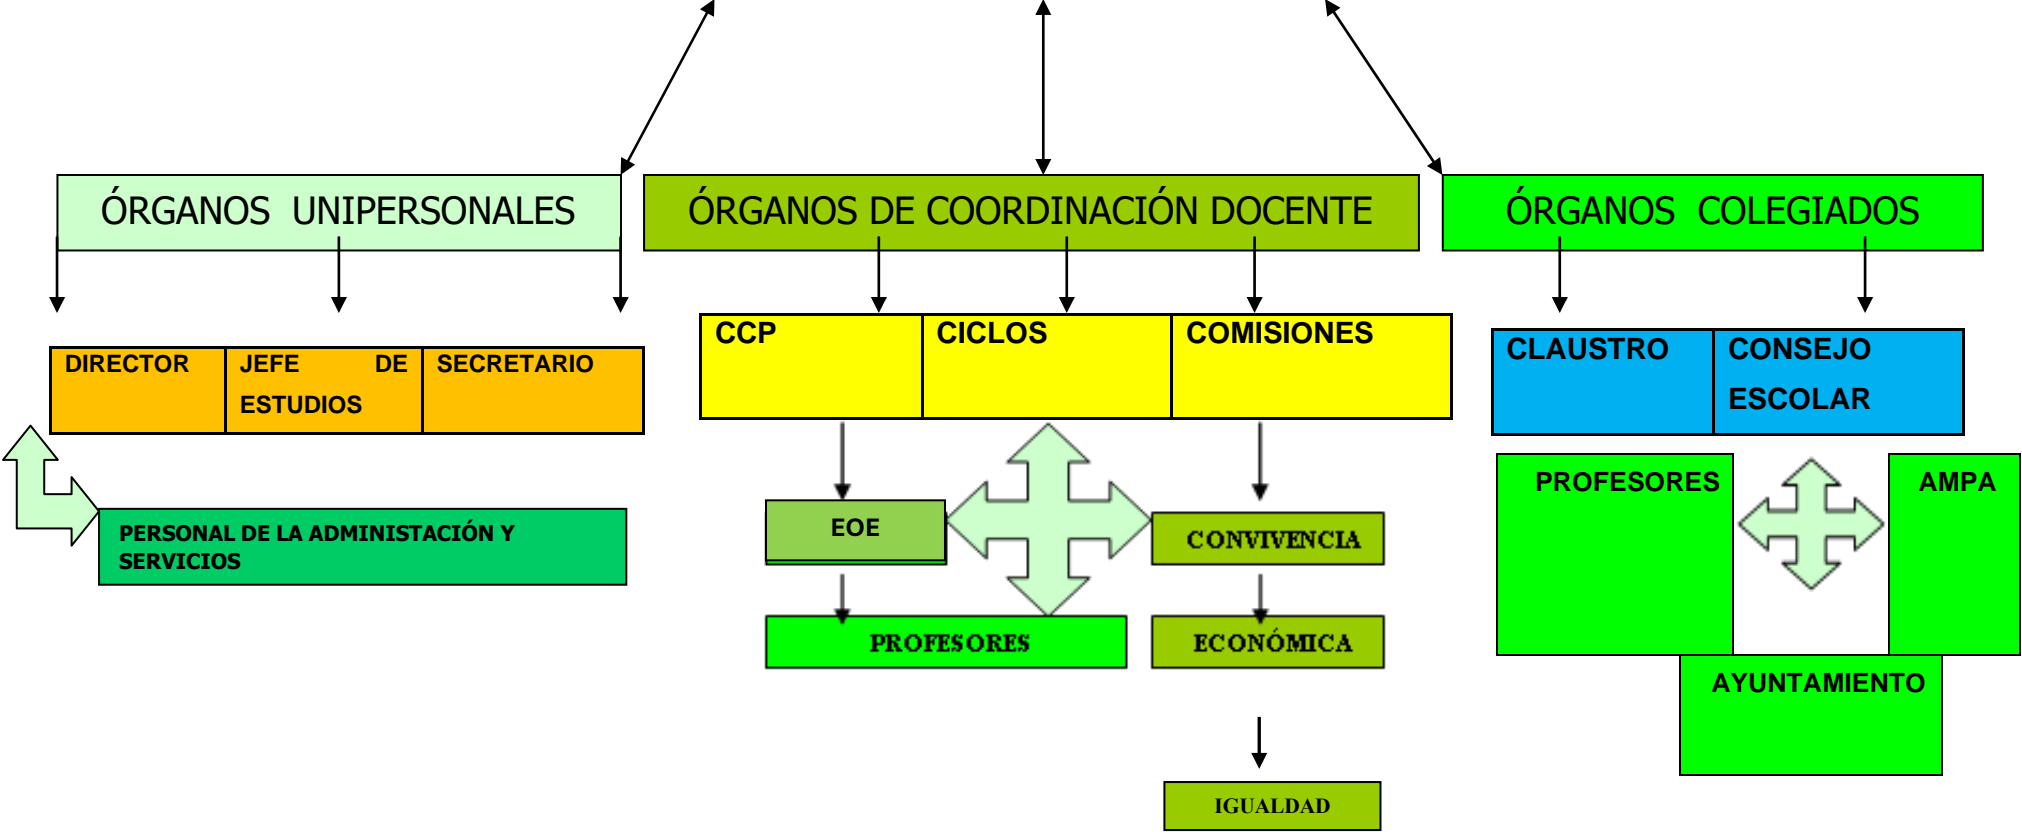 ÓRGANOS UNIPERSONALES
ÓRGANOS DE COORDINACIÓN DOCENTE
ÓRGANOS COLEGIADOS
DIRECTOR
JEFE DE
ESTUDIOS
SECRETARIO
CCP
CICLOS
COMISIONES
CLAUSTRO
CONSEJO
ESCOLAR
PERSONAL DE LA ADMINISTACIÓN Y
SERVICIOS
EOE
CONVIVENCIA
PROFESORES
ECONÓMICA
IGUALDAD
PROFESORES
AMPA
AYUNTAMIENTO